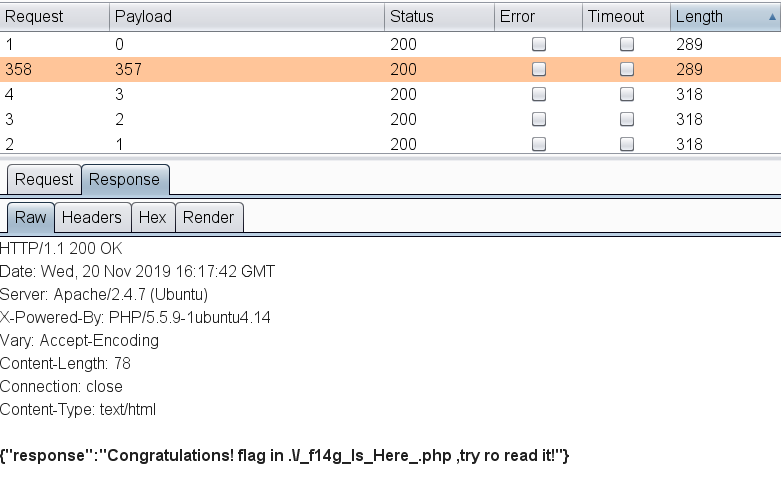 Request Payload Status Error Timeout Length
1 0 200 289
358 357 200 289
4 3 200 318
3 2 200 318
2 1 200 318
Request Response
Raw Headers Hex Render
HTTP/1.1 200 OK
Date: Wed, 20 Nov 2019 16:17:42 GMT
Server: Apache/2.4.7 (Ubuntu)
X-Powered-By: PHP/5.5.9-1ubuntu4.14
Vary: Accept-Encoding
Content-Length: 78
Connection: close
Content-Type: text/html
{"response":"Congratulations! flag in .\/_f14g_Is_Here_.php ,try ro read it!"}